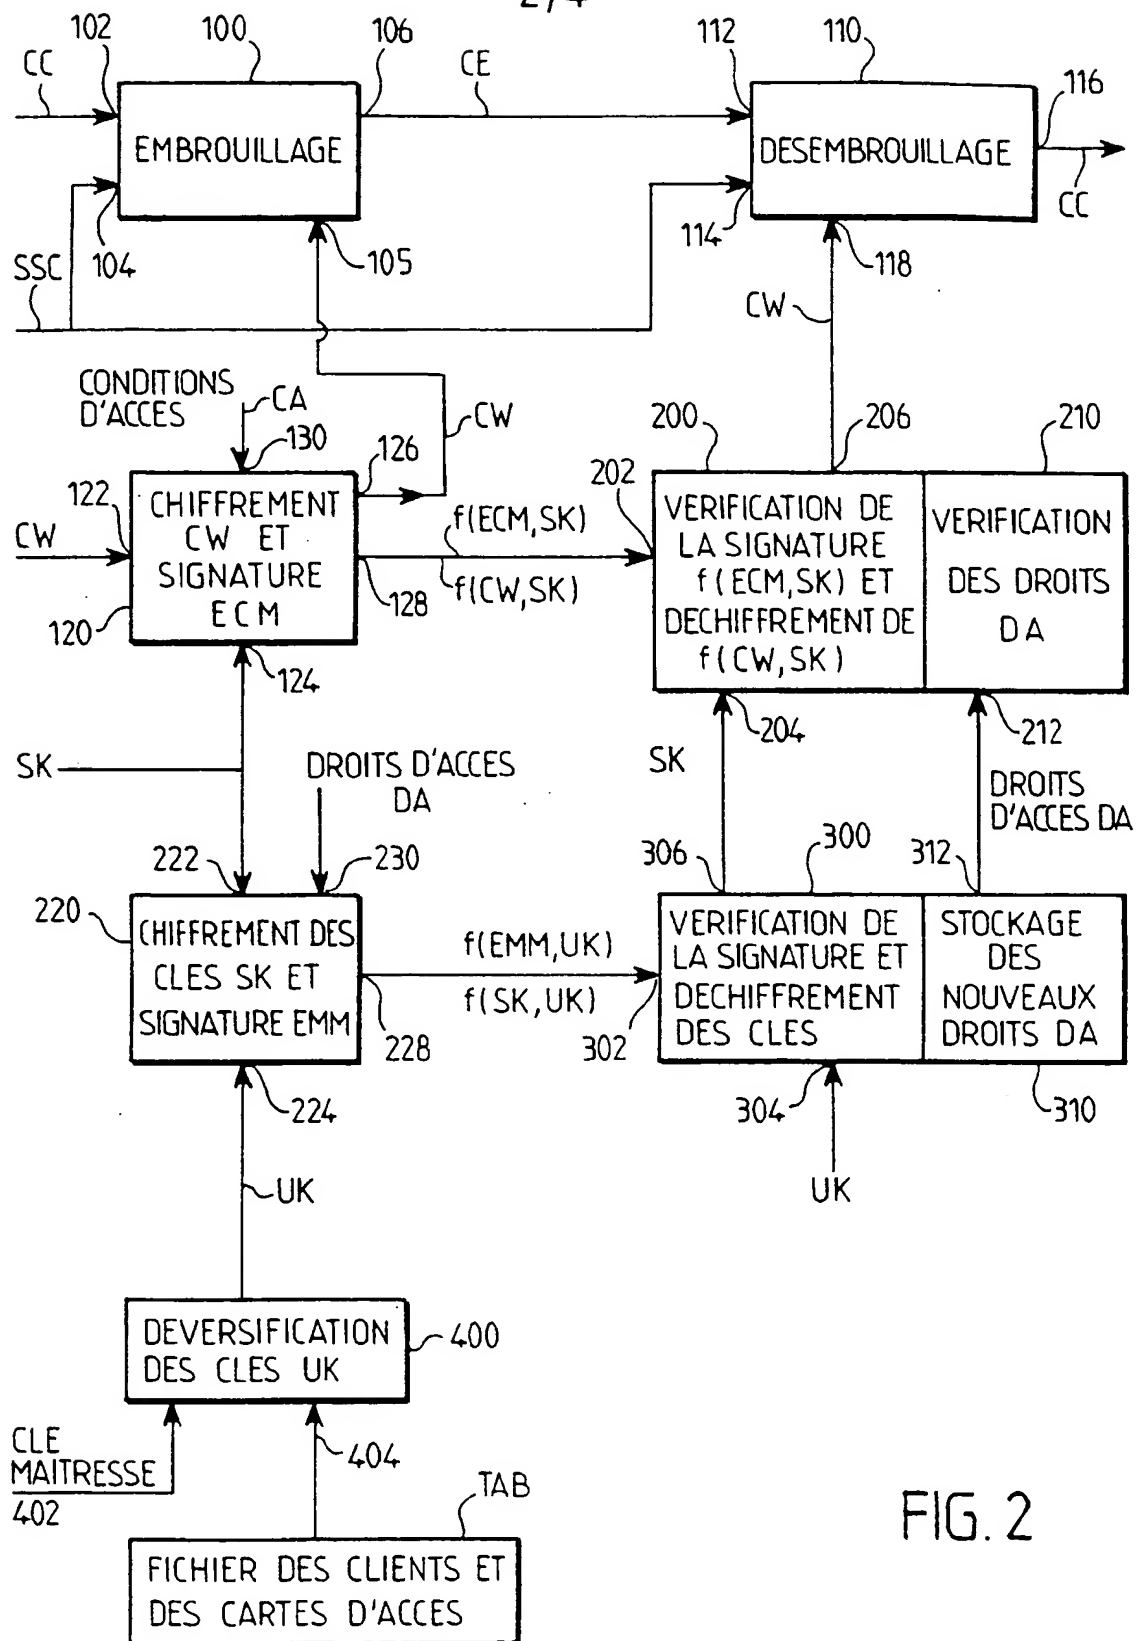 2/4
102 100 106 112 110
CC CE 116
EMBROUILLAGE
DESEMBROUILLAGE
CC
104 105 114 118
SSC
CW
CONDITIONS
D'ACCES
CA
CW
130 126
200 206 210
122
CW
CHIFFREMENT
CW ET
SIGNATURE
ECM
120
124
128
f(ECM,SK)
f(CW,SK)
202
VERIFICATION DE
LA SIGNATURE
f(ECM,SK) ET
DECHIFFREMENT DE
f(CW,SK)
VERIFICATION
DES DROITS
DA
204 212
SK
DROITS D'ACCES
DA
SK
DROITS
D'ACCES DA
222 230
306 300 312
220
CHIFFREMENT DES
CLES SK ET
SIGNATURE EMM
f(EMM,UK)
f(SK,UK)
228
302
VERIFICATION DE
LA SIGNATURE ET
DECHIFFREMENT
DES CLES
STOCKAGE
DES
NOUVEAUX
DROITS DA
224
304
310
UK
UK
DEVERSIFICATION
DES CLES UK
400
CLE
MAITRESSE
402
404
TAB
FICHIER DES CLIENTS ET
DES CARTES D'ACCES
FIG. 2